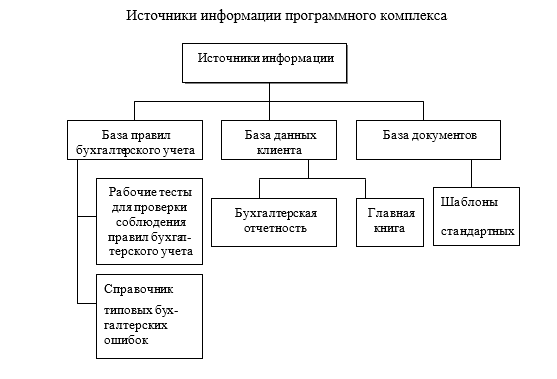 Источники информации программного комплекса
Источники информации
База правил
бухгалтерского учета
База данных
клиента
База документов
Рабочие тесты
для проверки
соблюдения
правил бухгал-
терского учета
Бухгалтерская
отчетность
Главная
книга
Шаблоны
стандартных
Справочник
типовых бух-
галтерских
ошибок